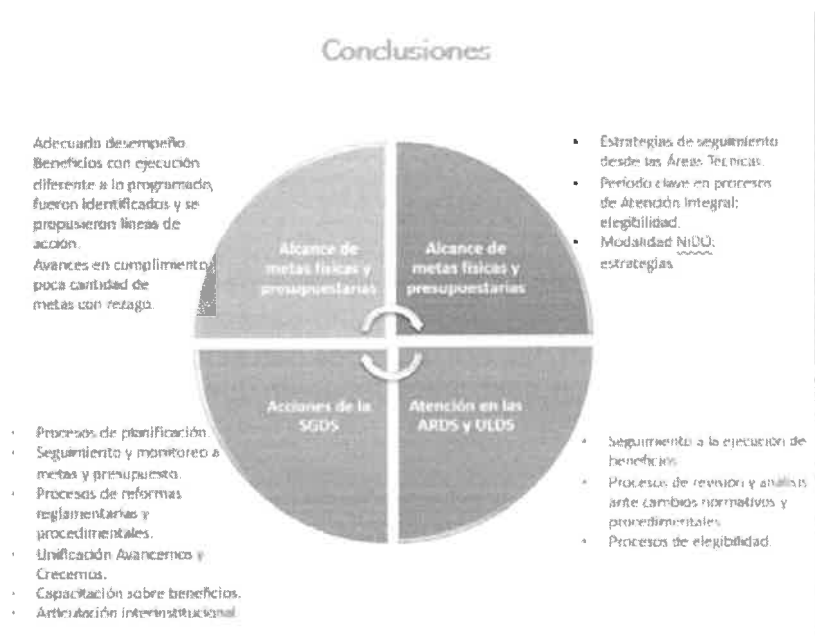 Conclusiones
Adecuado desempeño
Beneficios con ejecución
diferente a lo programado,
fueron identificados y se
propusieron líneas de
acción.
Avances en cumplimiento,
poca cantidad de
metas con rezago.
Alcance de
metas físicas y
presupuestarias
Alcance de
metas físicas y
presupuestarias
• Estrategias de seguimiento
desde las Áreas Técnicas.
• Periodo clave en procesos
de Atención Integral;
elegibilidad.
• Modalidad NiDO;
estrategias
Acciones de la
SGDS
Atención en las
ARDS y ULDS
• Procesos de planificación.
• Seguimiento y monitoreo a
metas y presupuesto.
• Procesos de reformas
reglamentarias y
procedimentales.
• Unificación Avancemos y
Crecemos.
• Capacitación sobre beneficios.
• Articulación interinstitucional
• Seguimiento a la ejecución de
beneficios
• Procesos de revisión y análisis
ante cambios normativos y
procedimentales
• Procesos de elegibilidad